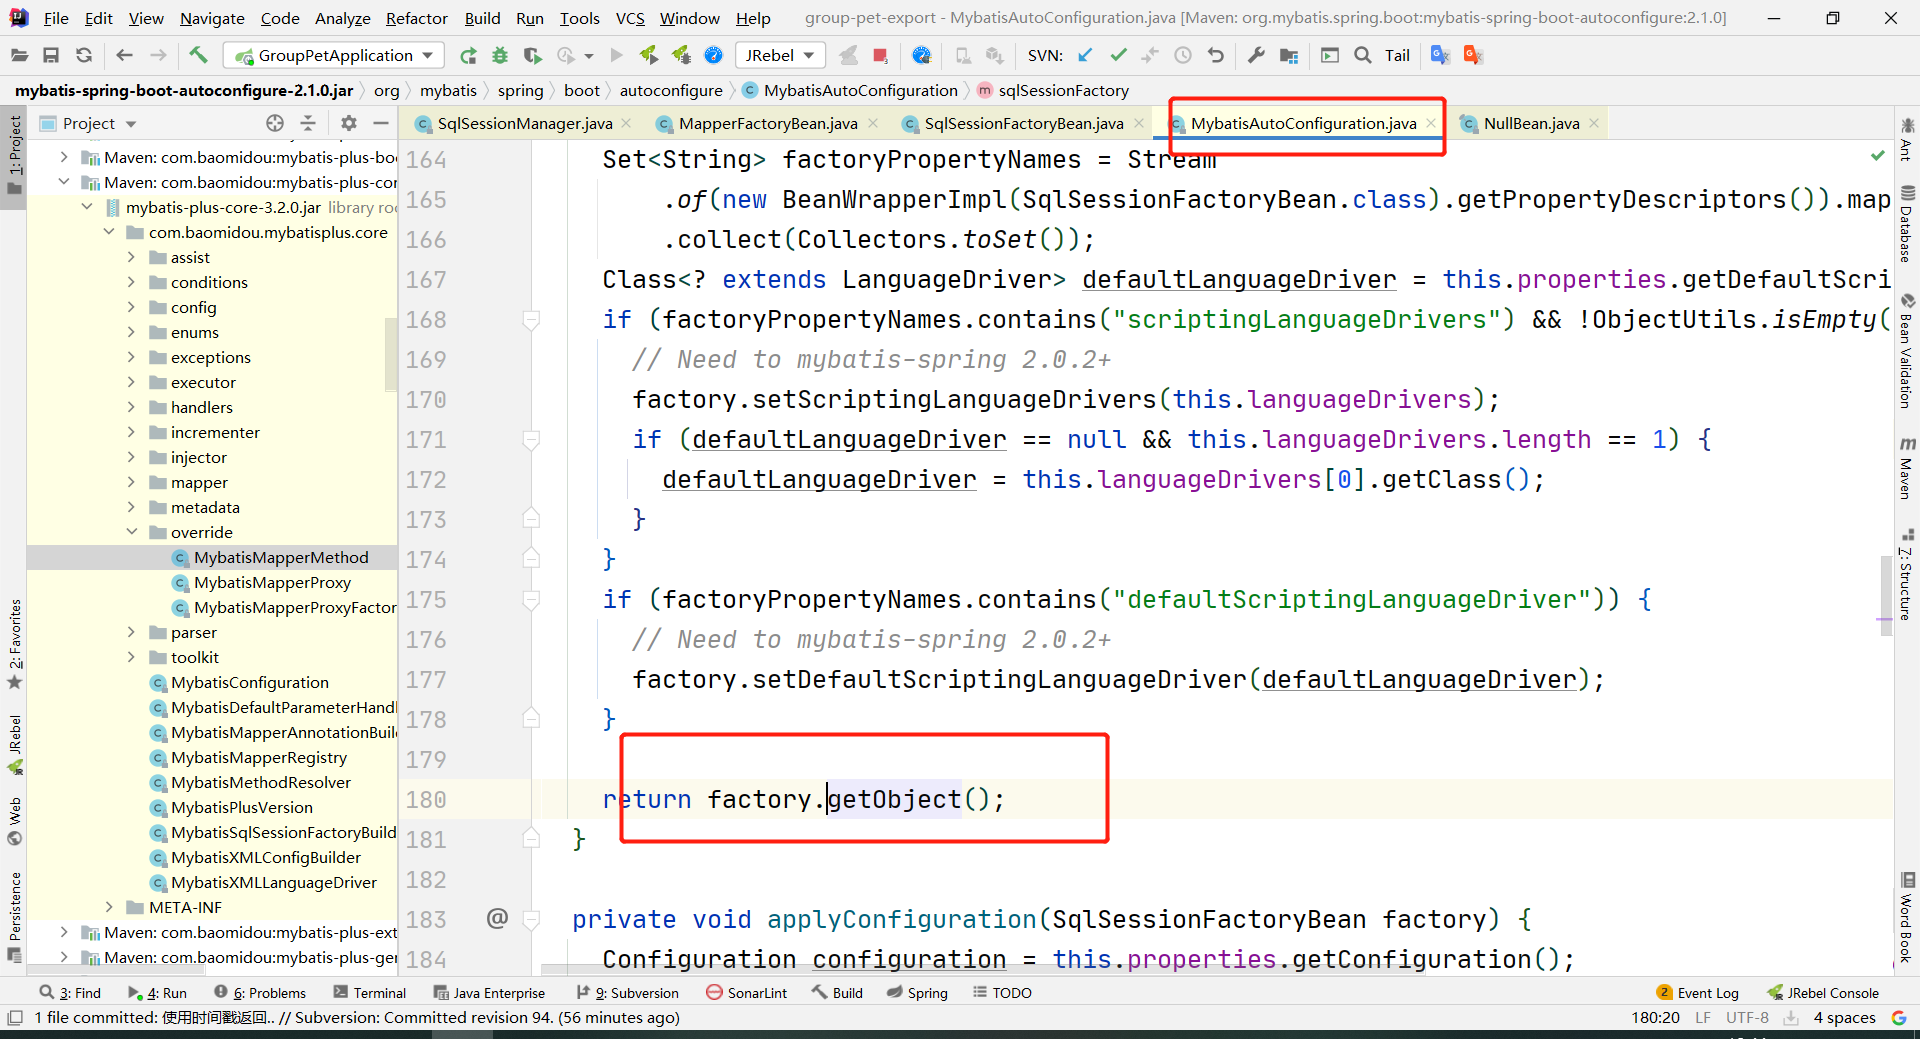 File Edit View Navigate Code Analyze Refactor Build Run Tools VCS Window Help group-pet-export - MybatisAutoConfiguration.java [Maven: org.mybatis.spring.boot:mybatis-spring-boot-autoconfigure:2.1.0]
GroupPetApplication JRebel SVN: Tail
mybatis-spring-boot-autoconfigure-2.1.0.jar org mybatis spring boot autoconfigure MybatisAutoConfiguration sqlSessionFactory
Project SqlSessionManager.java MapperFactoryBean.java SqlSessionFactoryBean.java MybatisAutoConfiguration.java NullBean.java
1: Project
2: Favorites
JRebel
Web
Persistence
Maven: com.baomidou:mybatis-plus-boo
Maven: com.baomidou:mybatis-plus-cor
mybatis-plus-core-3.2.0.jar library roo
com.baomidou.mybatisplus.core
assist
conditions
config
enums
exceptions
executor
handlers
incrementer
injector
mapper
metadata
override
MybatisMapperMethod
MybatisMapperProxy
MybatisMapperProxyFactor
parser
toolkit
MybatisConfiguration
MybatisDefaultParameterHandl
MybatisMapperAnnotationBuil
MybatisMapperRegistry
MybatisMethodResolver
MybatisPlusVersion
MybatisSqlSessionFactoryBuild
MybatisXMLConfigBuilder
MybatisXMLLanguageDriver
META-INF
Maven: com.baomidou:mybatis-plus-ext
Maven: com.baomidou:mybatis-plus-ger
164 Set<String> factoryPropertyNames = Stream
165 .of(new BeanWrapperImpl(SqlSessionFactoryBean.class).getPropertyDescriptors()).map
166 .collect(Collectors.toSet());
167 Class<? extends LanguageDriver> defaultLanguageDriver = this.properties.getDefaultScri
168 if (factoryPropertyNames.contains("scriptingLanguageDrivers") && !ObjectUtils.isEmpty(
169 // Need to mybatis-spring 2.0.2+
170 factory.setScriptingLanguageDrivers(this.languageDrivers);
171 if (defaultLanguageDriver == null && this.languageDrivers.length == 1) {
172 defaultLanguageDriver = this.languageDrivers[0].getClass();
173 }
174 }
175 if (factoryPropertyNames.contains("defaultScriptingLanguageDriver")) {
176 // Need to mybatis-spring 2.0.2+
177 factory.setDefaultScriptingLanguageDriver(defaultLanguageDriver);
178 }
179
180 return factory.getObject();
181 }
182
183 @ private void applyConfiguration(SqlSessionFactoryBean factory) {
184 Configuration configuration = this.properties.getConfiguration();
Ant
Database
Bean Validation
Maven
7: Structure
Word Book
3: Find 4: Run 6: Problems Terminal Java Enterprise 9: Subversion SonarLint Build Spring TODO 2 Event Log JRebel Console
1 file committed: 使用时间戳返回.. // Subversion: Committed revision 94. (56 minutes ago) 180:20 LF UTF-8 4 spaces